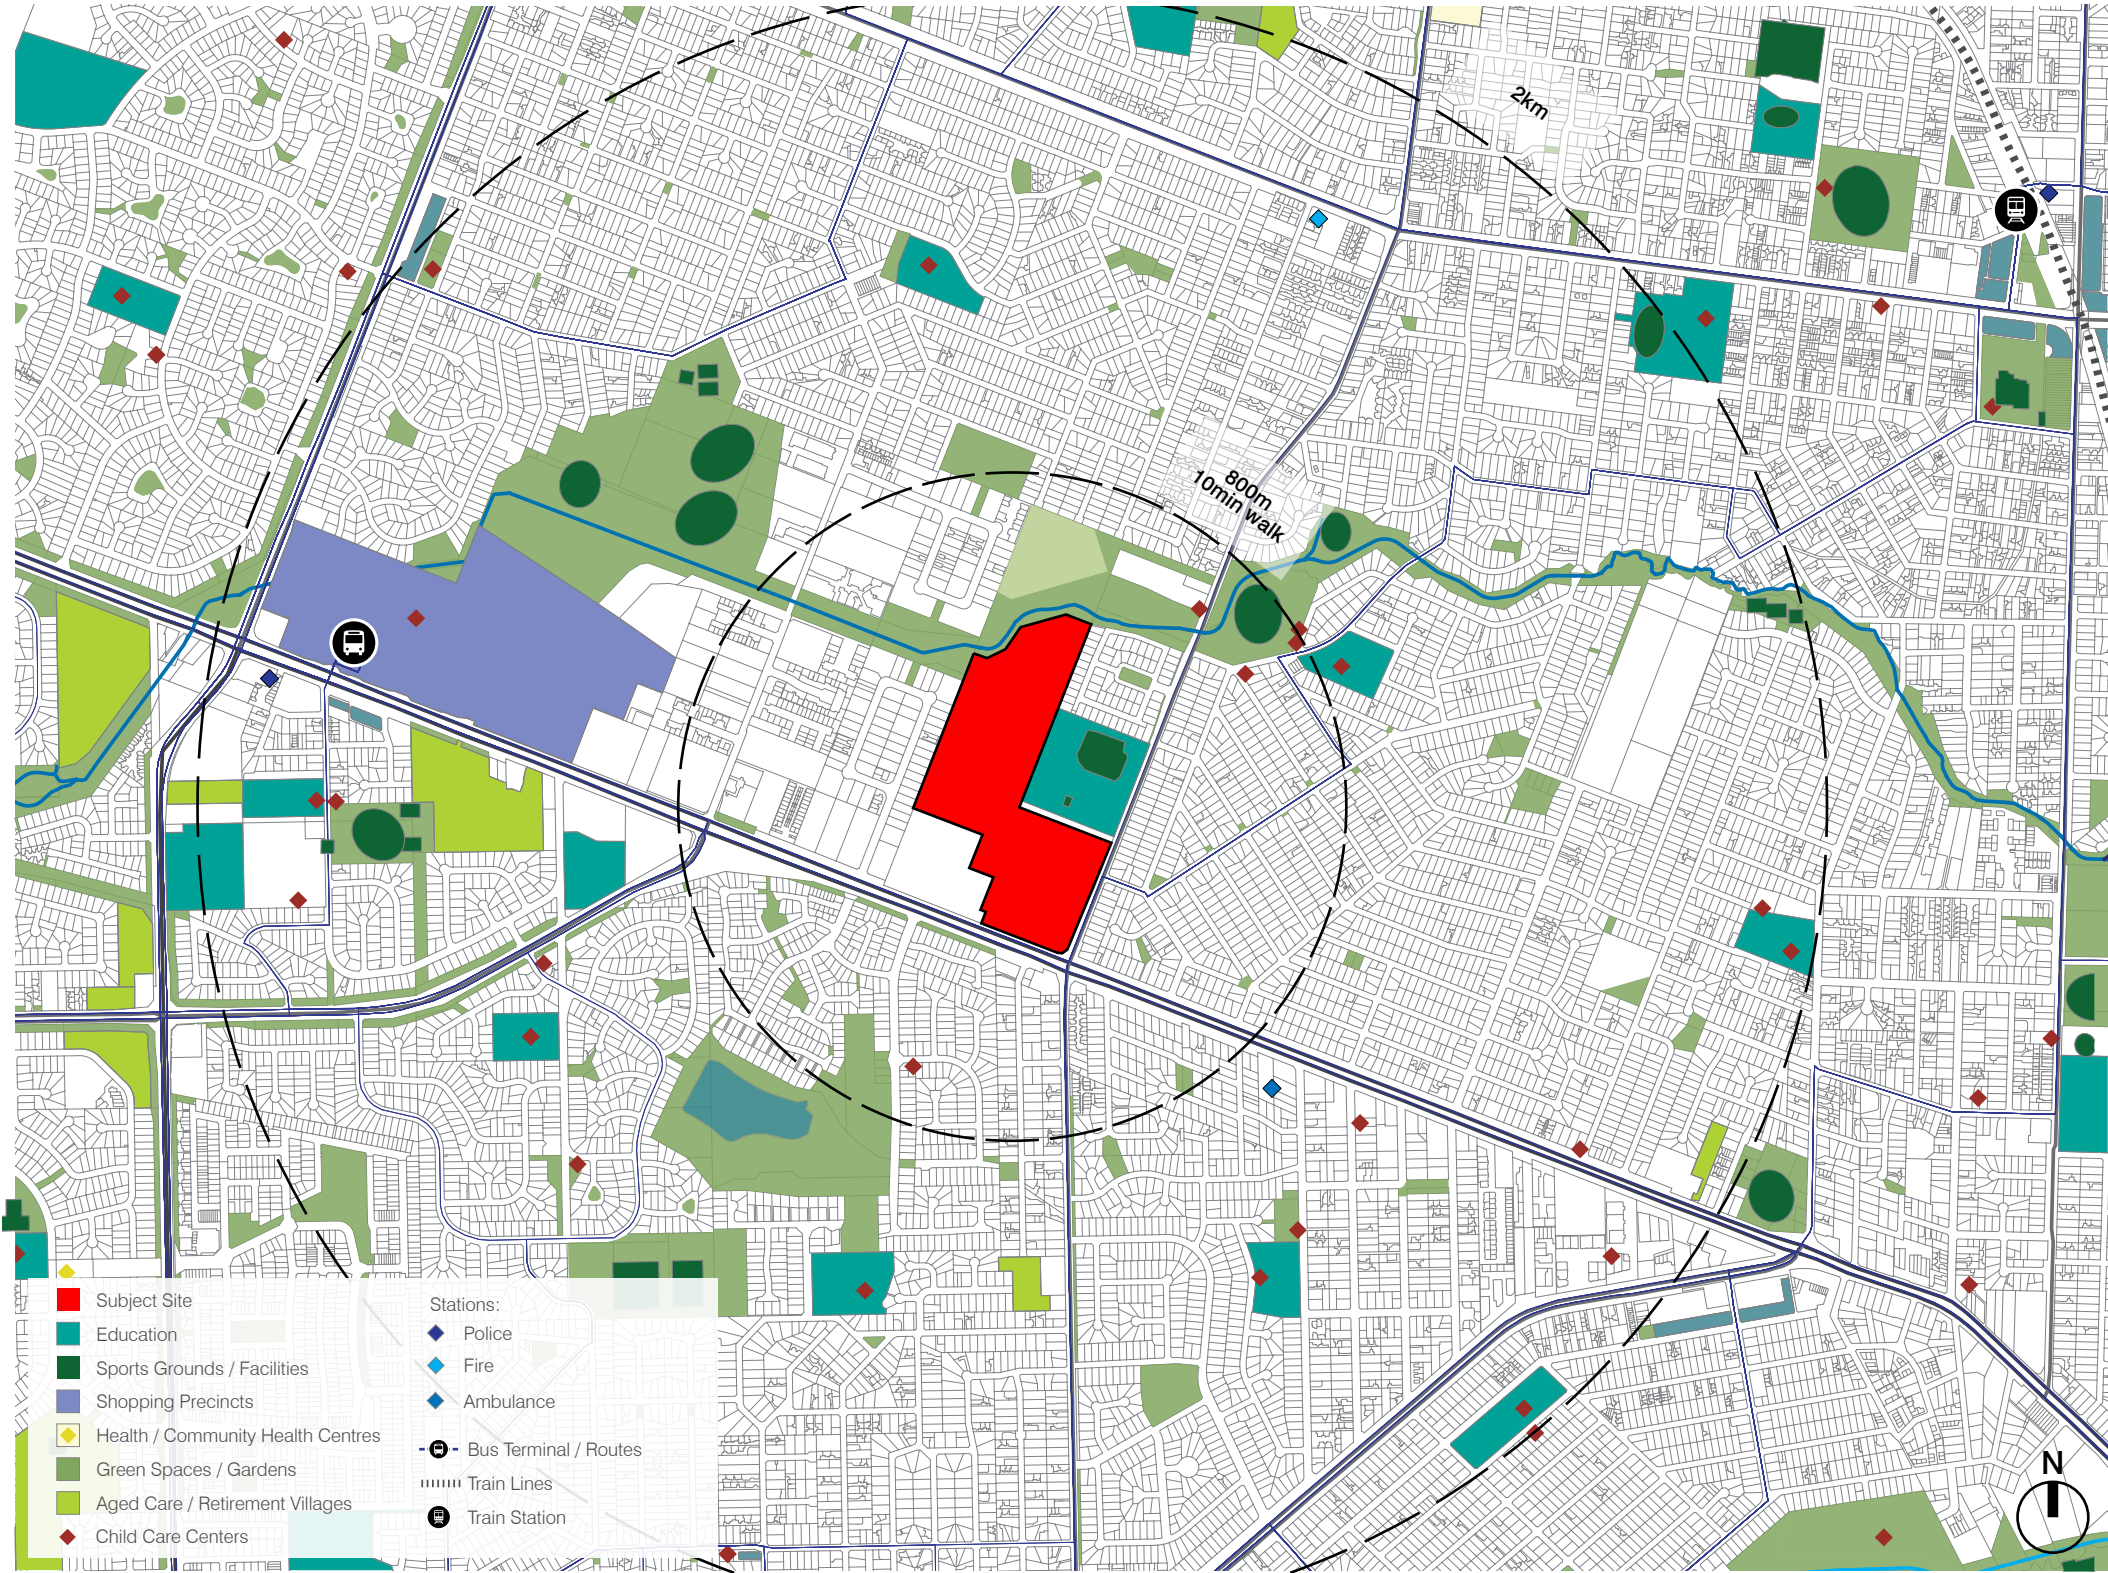 2km
800m
10min walk
Subject Site
Education
Sports Grounds / Facilities
Shopping Precincts
Health / Community Health Centres
Green Spaces / Gardens
Aged Care / Retirement Villages
Child Care Centers
Stations:
Police
Fire
Ambulance
Bus Terminal / Routes
Train Lines
Train Station
N